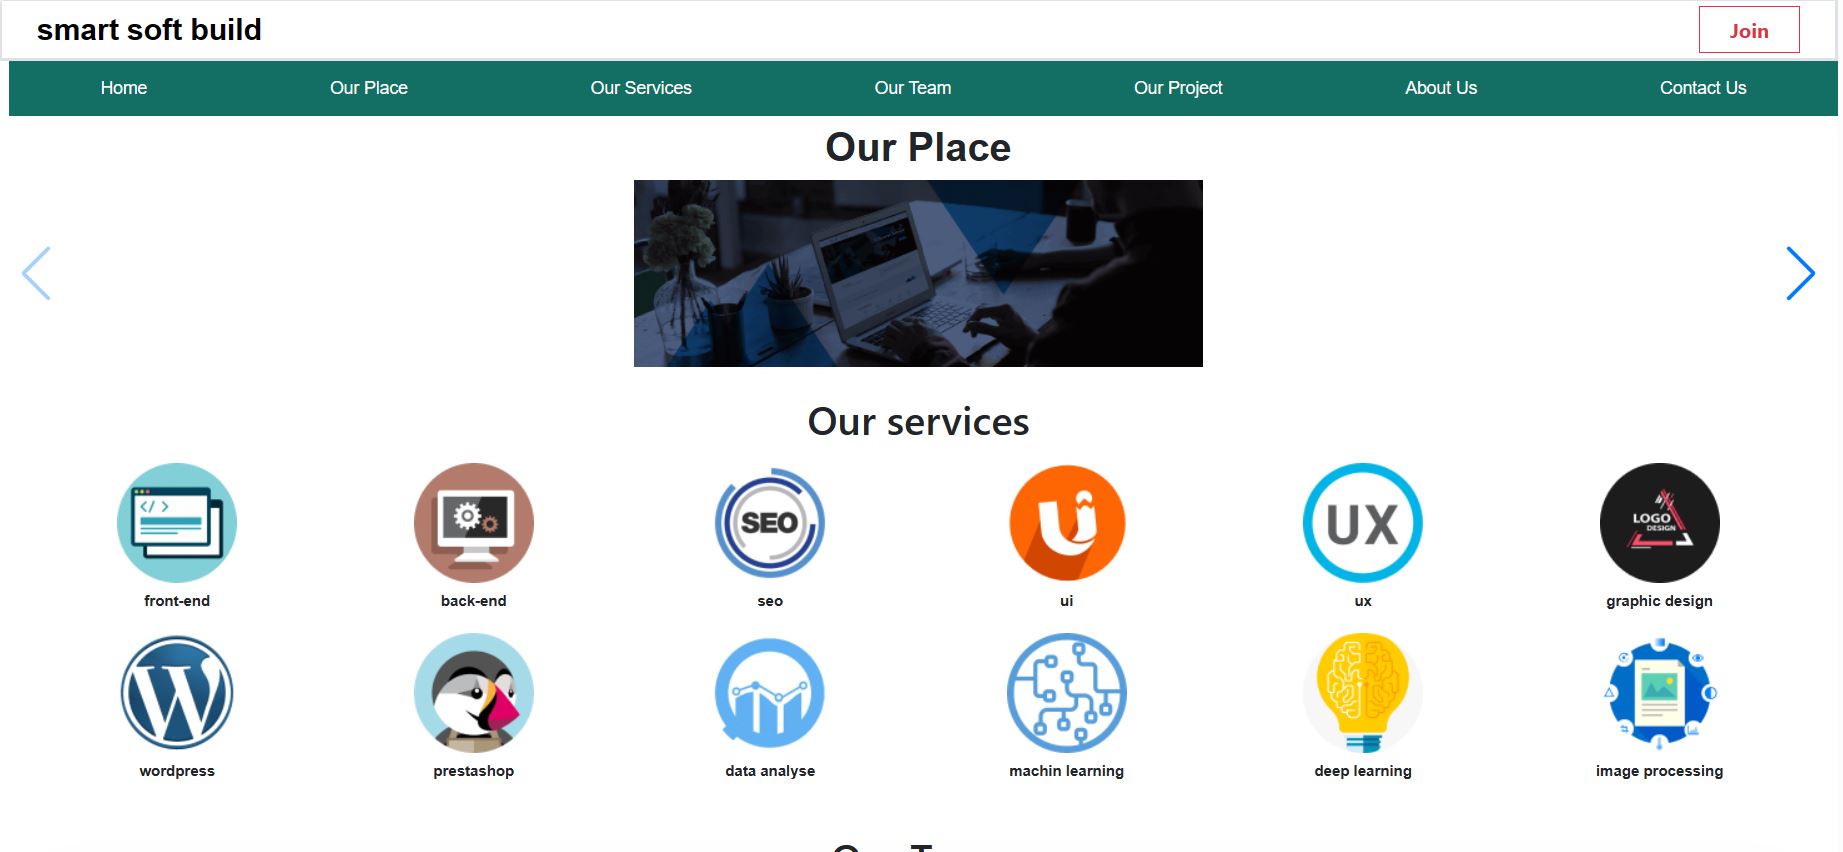 smart soft build
Join
Home Our Place Our Services Our Team Our Project About Us Contact Us
Our Place
Our services
</>
SEO
UX
LOGO
DESIGN
front-end back-end seo ui ux graphic design
W
wordpress prestashop data analyse machin learning deep learning image processing